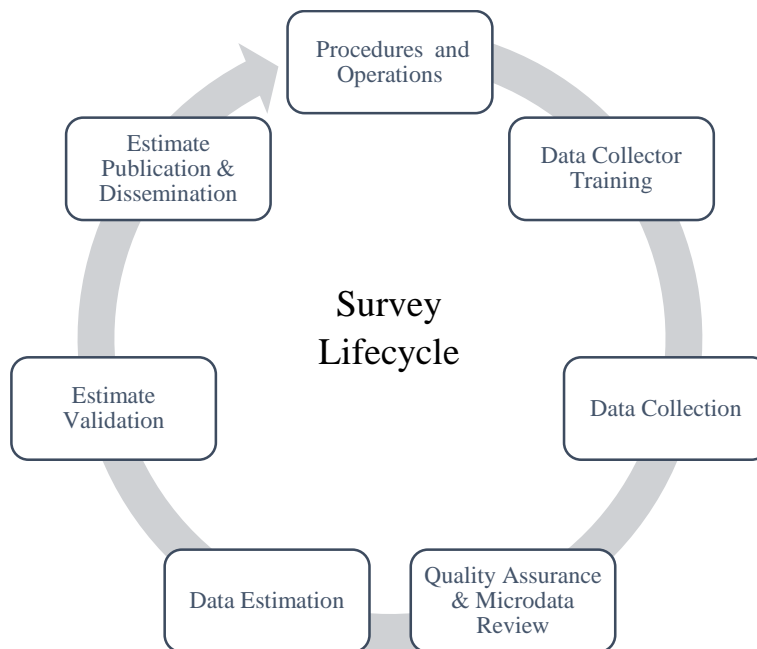 Procedures and
Operations
Data Collector
Training
Data Collection
Quality Assurance
& Microdata
Review
Data Estimation
Estimate
Validation
Estimate
Publication &
Dissemination
Survey
Lifecycle